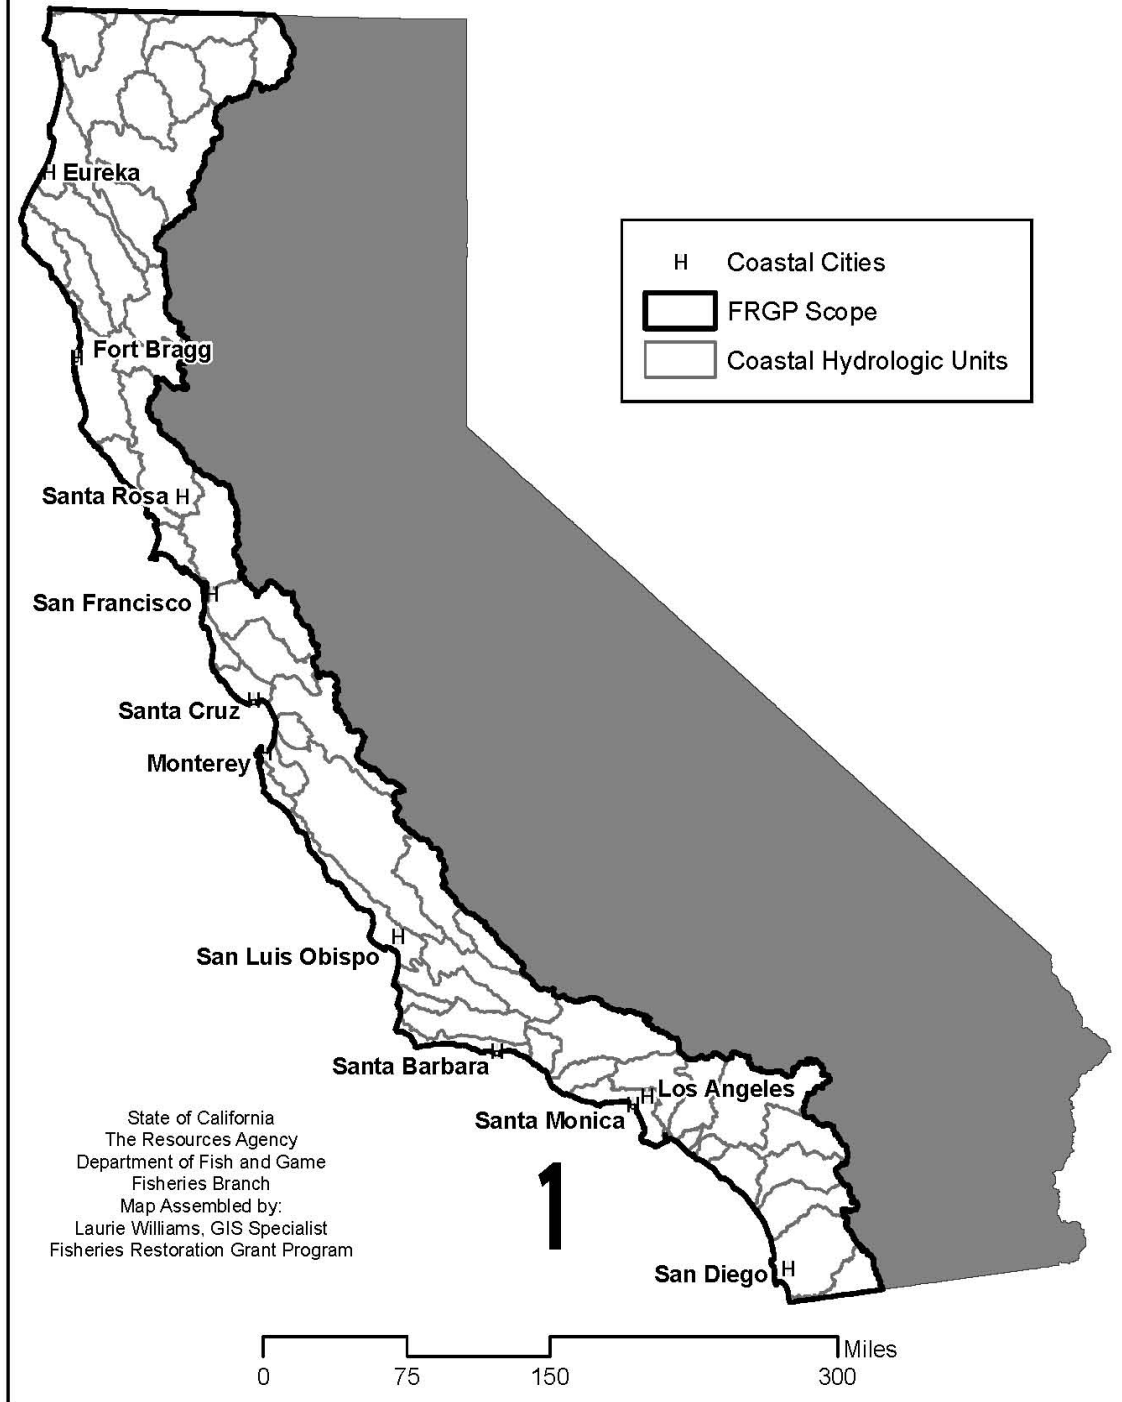 H Eureka
H Fort Bragg
Santa Rosa H
H
San Francisco
H
Santa Cruz
H
Monterey
H
San Luis Obispo
H
Santa Barbara
H Los Angeles
H
Santa Monica
San Diego H
H Coastal Cities
FRGP Scope
Coastal Hydrologic Units
State of California
The Resources Agency
Department of Fish and Game
Fisheries Branch
Map Assembled by:
Laurie Williams, GIS Specialist
Fisheries Restoration Grant Program
1
Miles
0 75 150 300